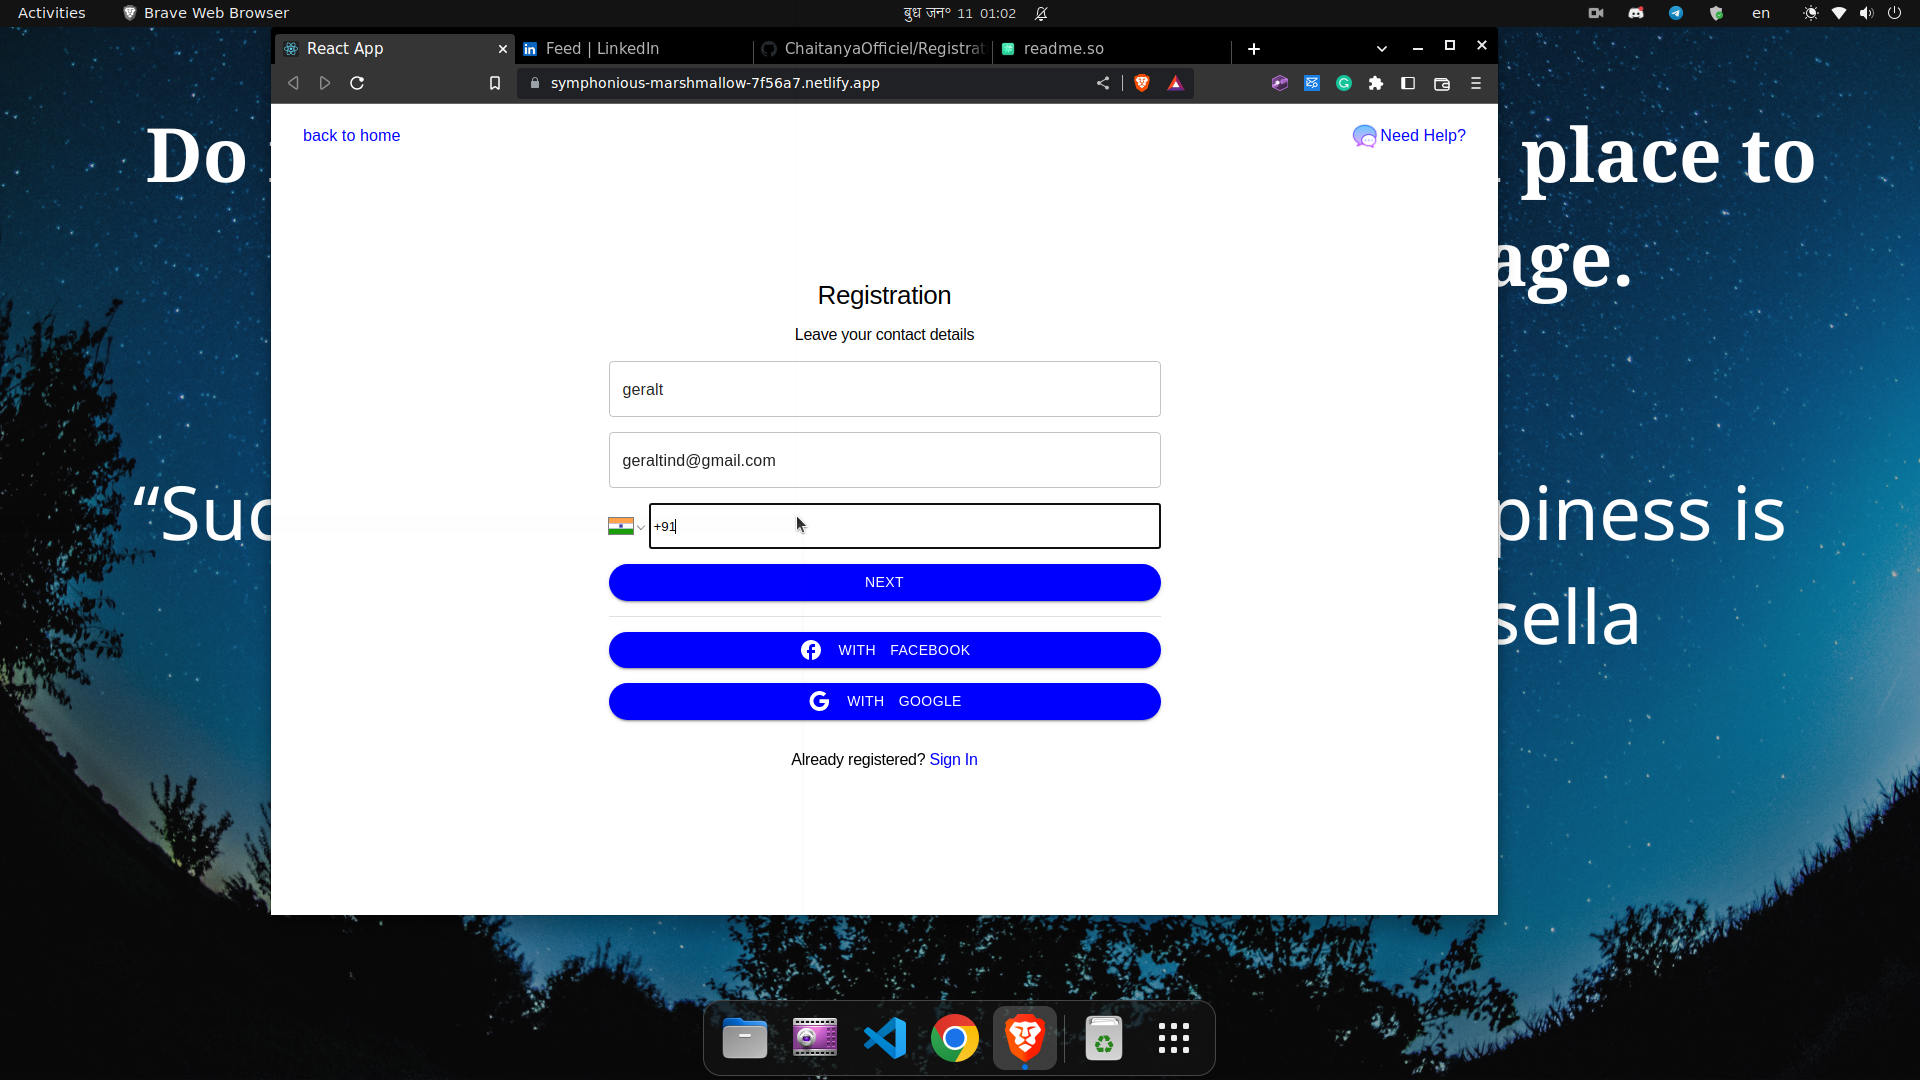 Activities
Brave Web Browser
बुध जन° 11 01:02
en
React App
Feed | LinkedIn
ChaitanyaOfficiel/Registrat
readme.so
symphonious-marshmallow-7f56a7.netlify.app
back to home
Need Help?
Do
place to
age.
“Suc
piness is
sella
Registration
Leave your contact details
geralt
geraltind@gmail.com
+91
NEXT
WITH FACEBOOK
WITH GOOGLE
Already registered? Sign In